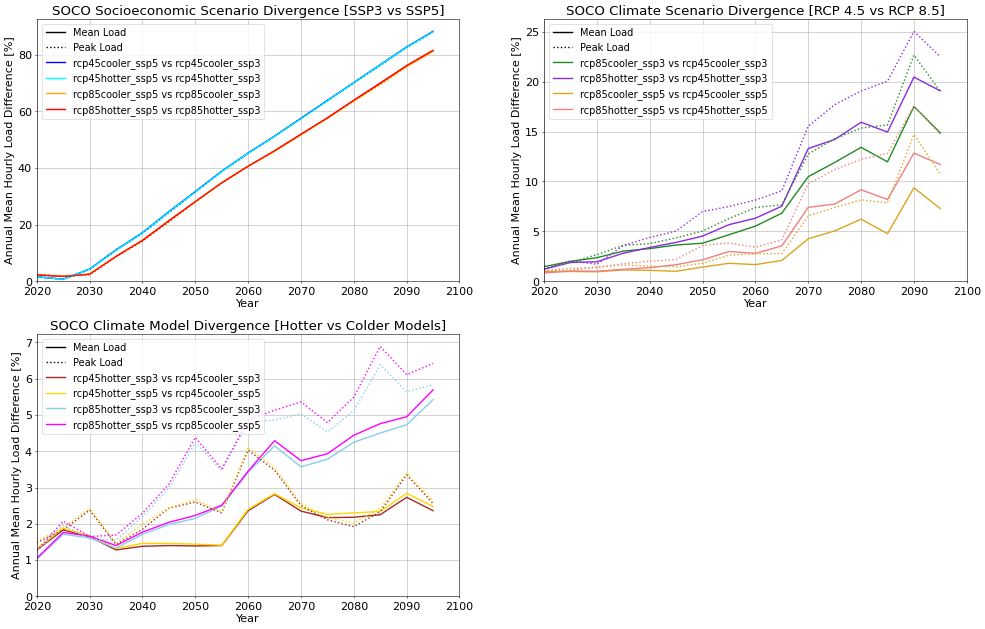 SOCO Socioeconomic Scenario Divergence [SSP3 vs SSP5]
Annual Mean Hourly Load Difference [%]
Mean Load
Peak Load
rcp45cooler_ssp5 vs rcp45cooler_ssp3
rcp45hotter_ssp5 vs rcp45hotter_ssp3
rcp85cooler_ssp5 vs rcp85cooler_ssp3
rcp85hotter_ssp5 vs rcp85hotter_ssp3
80
60
40
20
0
2020 2030 2040 2050 2060 2070 2080 2090 2100
Year
SOCO Climate Scenario Divergence [RCP 4.5 vs RCP 8.5]
Annual Mean Hourly Load Difference [%]
Mean Load
Peak Load
rcp85cooler_ssp3 vs rcp45cooler_ssp3
rcp85hotter_ssp3 vs rcp45hotter_ssp3
rcp85cooler_ssp5 vs rcp45cooler_ssp5
rcp85hotter_ssp5 vs rcp45hotter_ssp5
25
20
15
10
5
0
2020 2030 2040 2050 2060 2070 2080 2090 2100
Year
SOCO Climate Model Divergence [Hotter vs Colder Models]
Annual Mean Hourly Load Difference [%]
Mean Load
Peak Load
rcp45hotter_ssp3 vs rcp45cooler_ssp3
rcp45hotter_ssp5 vs rcp45cooler_ssp5
rcp85hotter_ssp3 vs rcp85cooler_ssp3
rcp85hotter_ssp5 vs rcp85cooler_ssp5
7
6
5
4
3
2
1
0
2020 2030 2040 2050 2060 2070 2080 2090 2100
Year